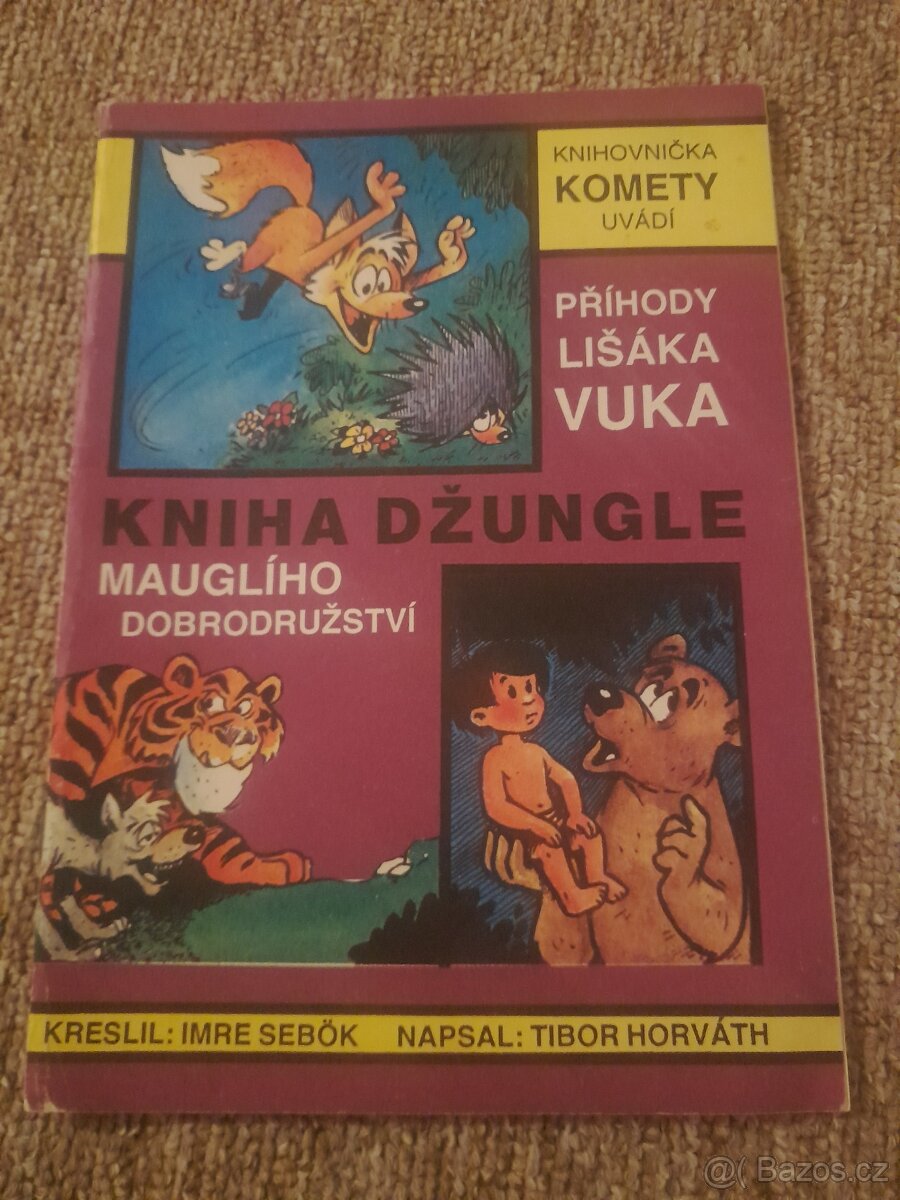 KNIHOVNIČKA
KOMETY
UVÁDÍ
PŘÍHODY
LIŠÁKA
VUKA
KNIHA DŽUNGLE
MAUGLÍHO
DOBRODRUŽSTVÍ
KRESLIL: IMRE SEBÖK NAPSAL: TIBOR HORVÁTH
@( Bazos.cz